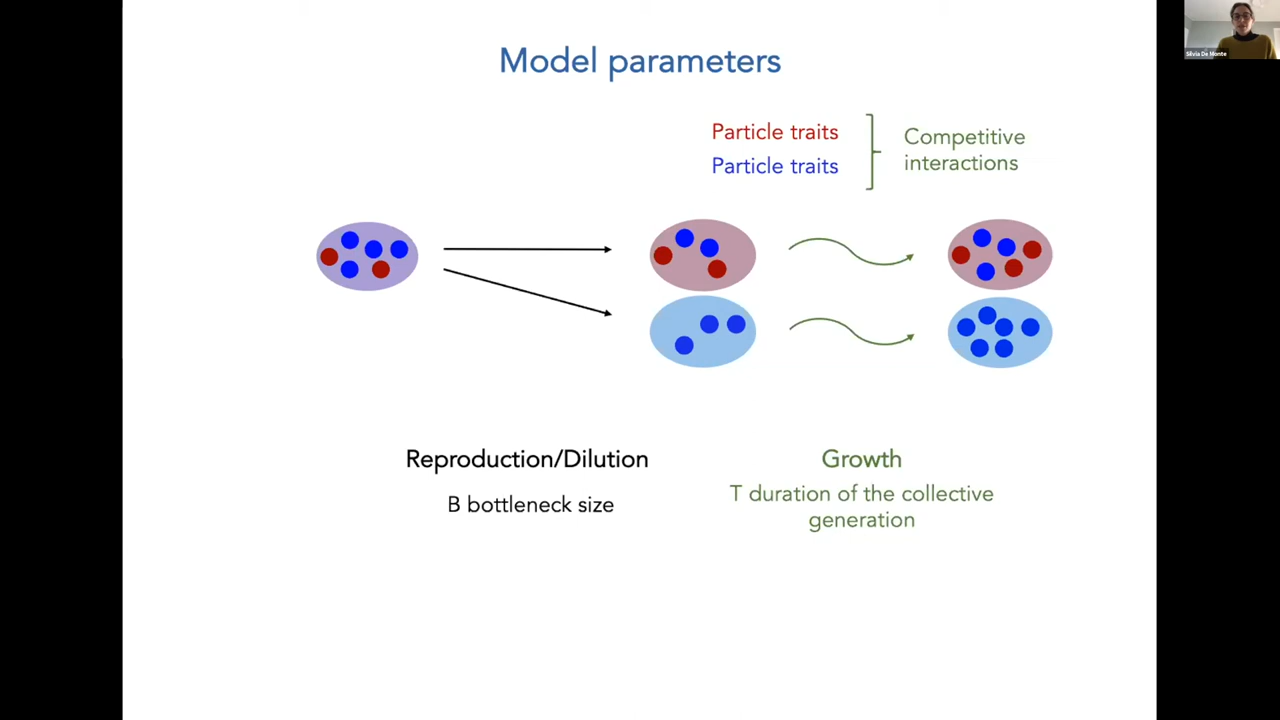 Model parameters
Silvia De Monte
Particle traits
Particle traits
Competitive
interactions
Reproduction/Dilution
B bottleneck size
Growth
T duration of the collective
generation